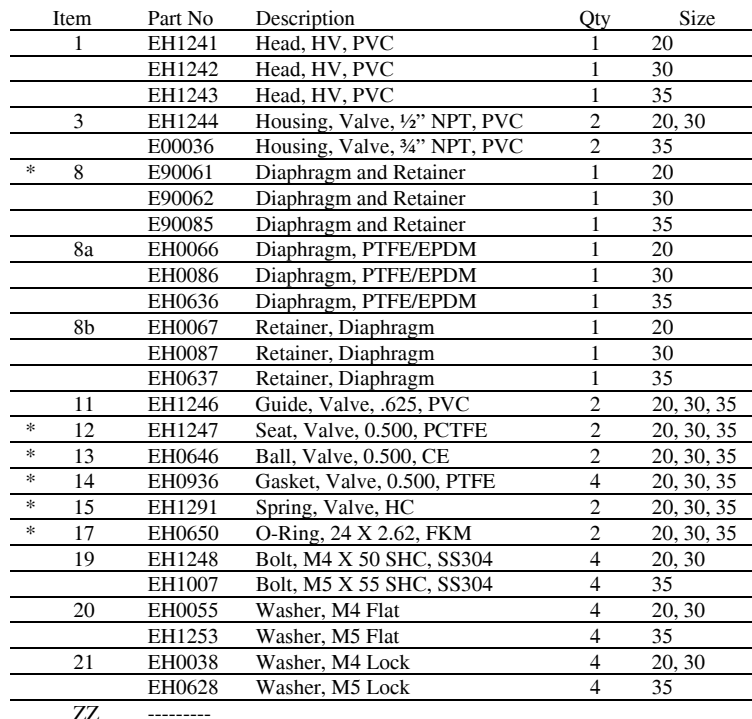 Item Part No Description Qty Size
1 EH1241 Head, HV, PVC 1 20
EH1242 Head, HV, PVC 1 30
EH1243 Head, HV, PVC 1 35
3 EH1244 Housing, Valve, ½” NPT, PVC 2 20, 30
E00036 Housing, Valve, ¾” NPT, PVC 2 35
* 8 E90061 Diaphragm and Retainer 1 20
E90062 Diaphragm and Retainer 1 30
E90085 Diaphragm and Retainer 1 35
8a EH0066 Diaphragm, PTFE/EPDM 1 20
EH0086 Diaphragm, PTFE/EPDM 1 30
EH0636 Diaphragm, PTFE/EPDM 1 35
8b EH0067 Retainer, Diaphragm 1 20
EH0087 Retainer, Diaphragm 1 30
EH0637 Retainer, Diaphragm 1 35
11 EH1246 Guide, Valve, .625, PVC 2 20, 30, 35
* 12 EH1247 Seat, Valve, 0.500, PCTFE 2 20, 30, 35
* 13 EH0646 Ball, Valve, 0.500, CE 2 20, 30, 35
* 14 EH0936 Gasket, Valve, 0.500, PTFE 4 20, 30, 35
* 15 EH1291 Spring, Valve, HC 2 20, 30, 35
* 17 EH0650 O-Ring, 24 X 2.62, FKM 2 20, 30, 35
19 EH1248 Bolt, M4 X 50 SHC, SS304 4 20, 30
EH1007 Bolt, M5 X 55 SHC, SS304 4 35
20 EH0055 Washer, M4 Flat 4 20, 30
EH1253 Washer, M5 Flat 4 35
21 EH0038 Washer, M4 Lock 4 20, 30
EH0628 Washer, M5 Lock 4 35
ZZ ---------